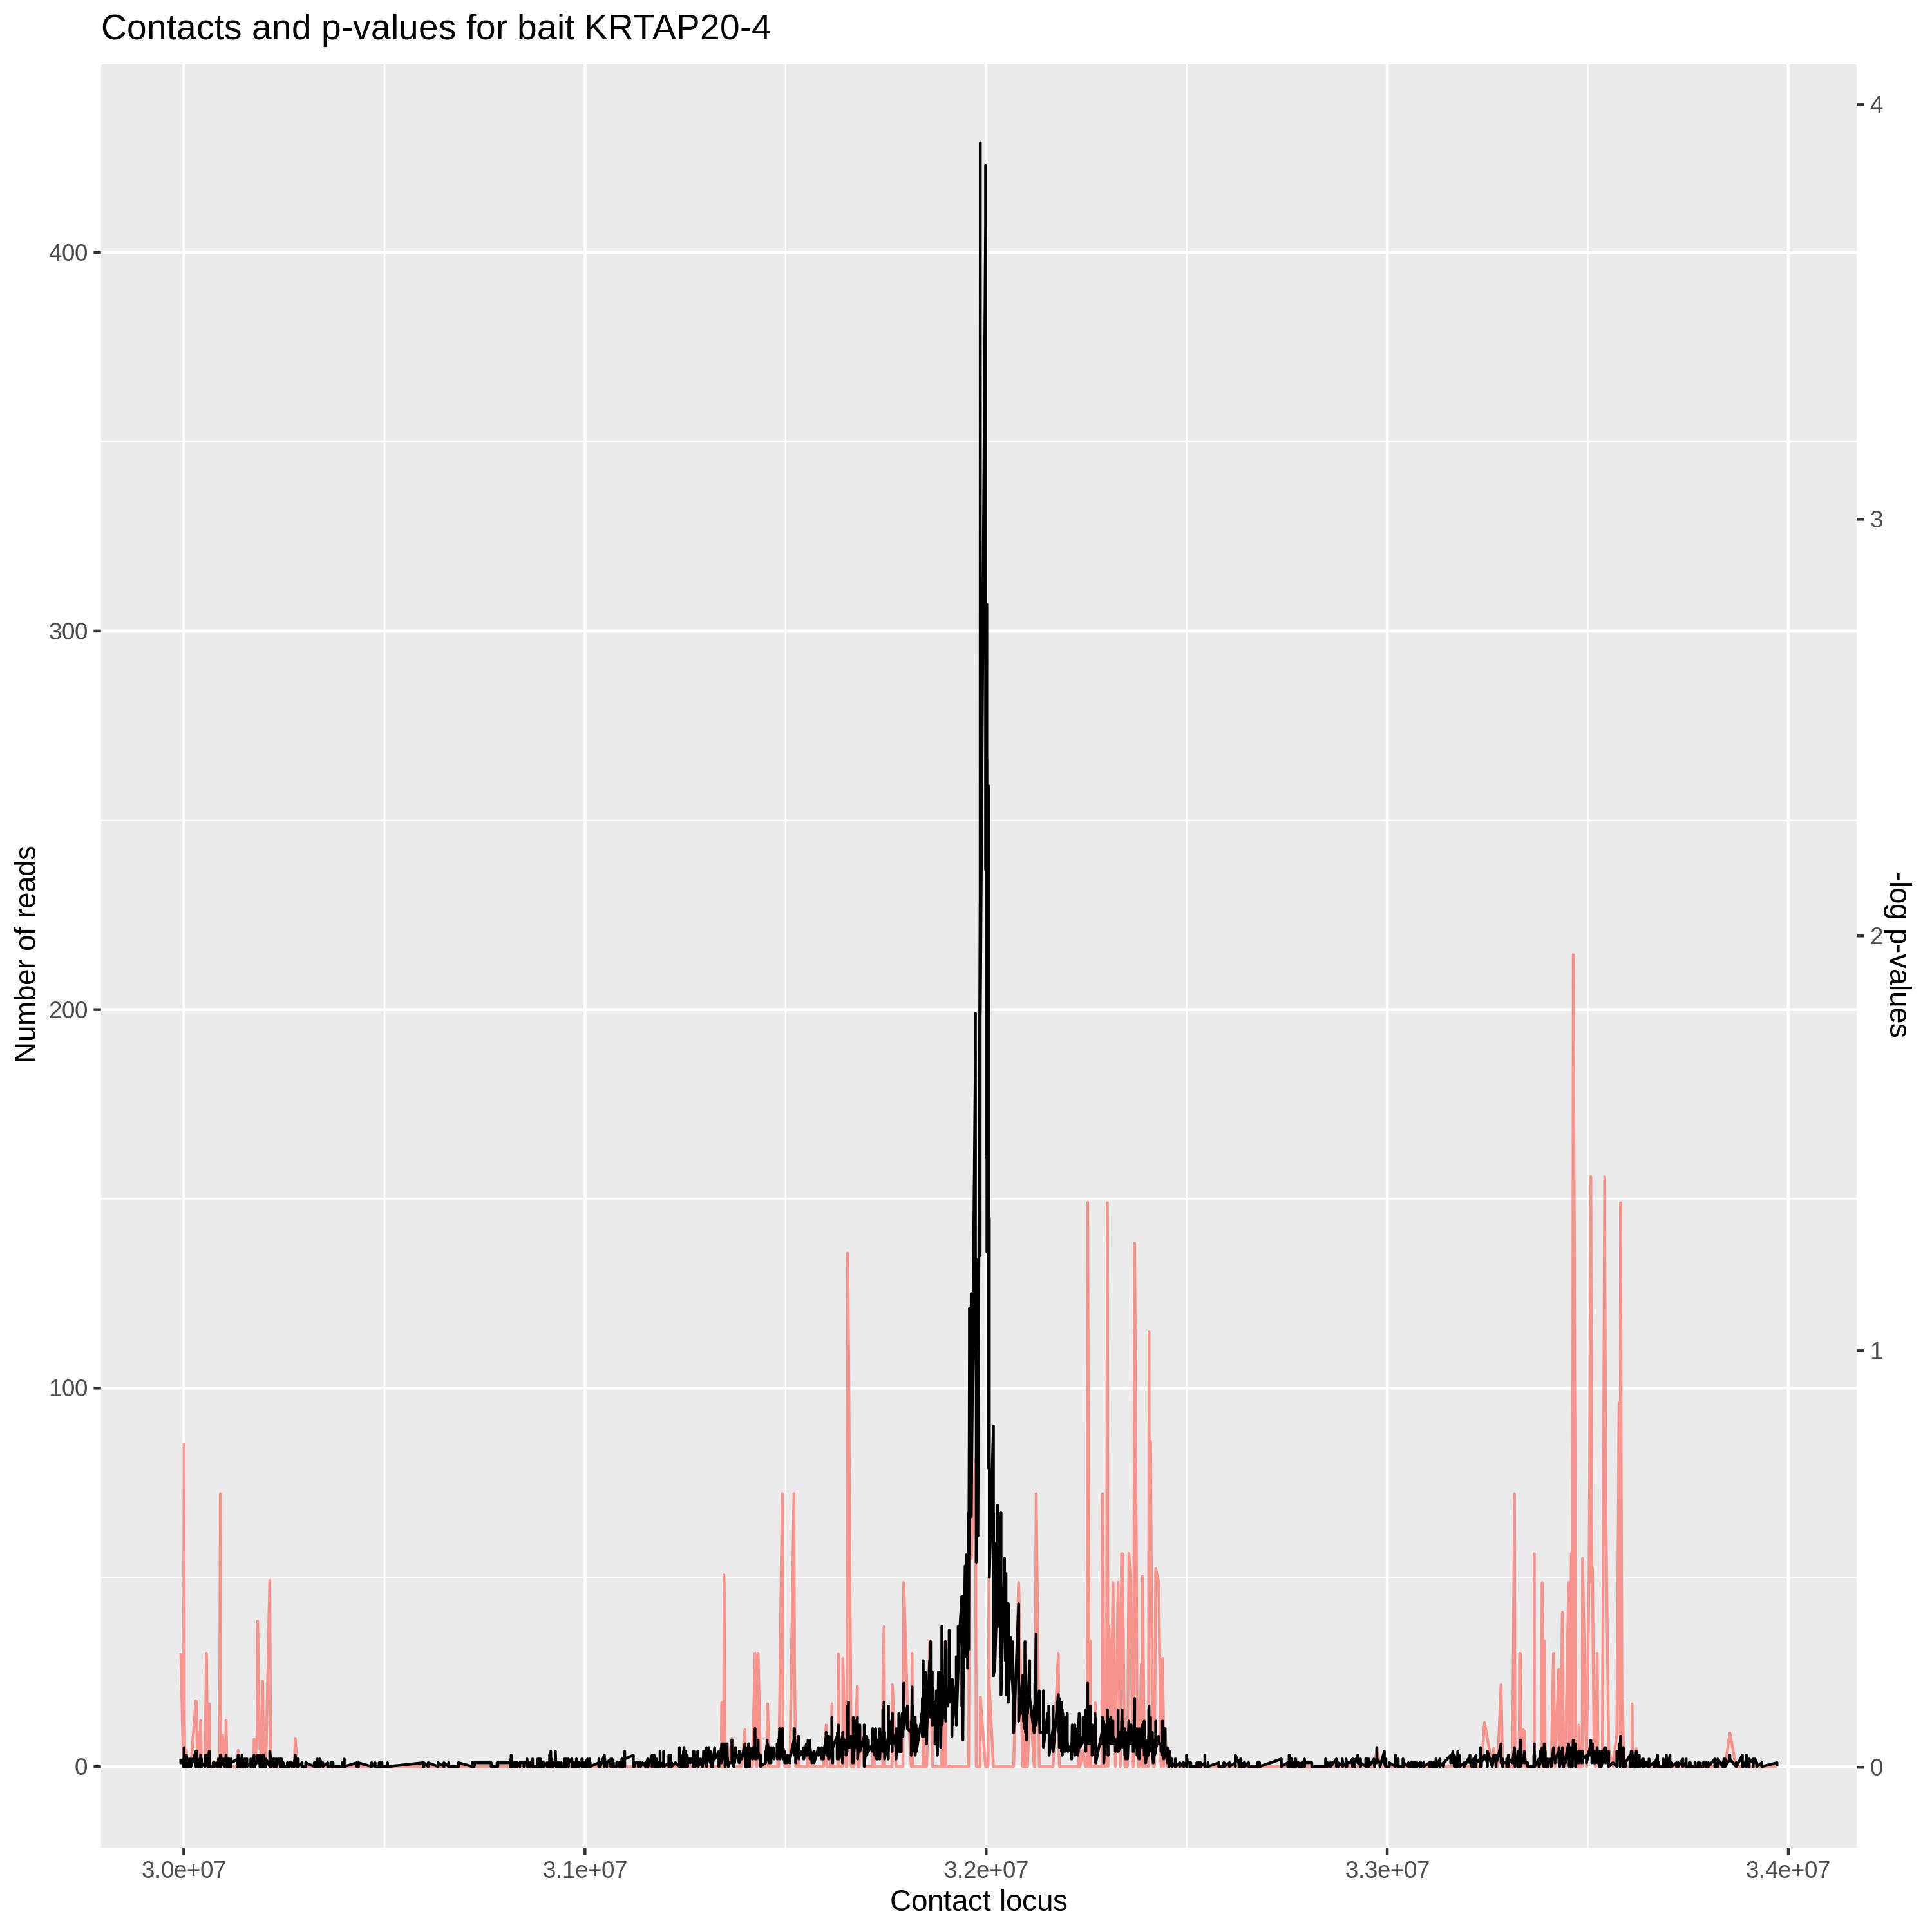 Contacts and p-values for bait KRTAP20-4
Number of reads
400
300
200
100
0
4
3
2
1
0
-log p-values
3.0e+07
3.1e+07
3.2e+07
3.3e+07
3.4e+07
Contact locus